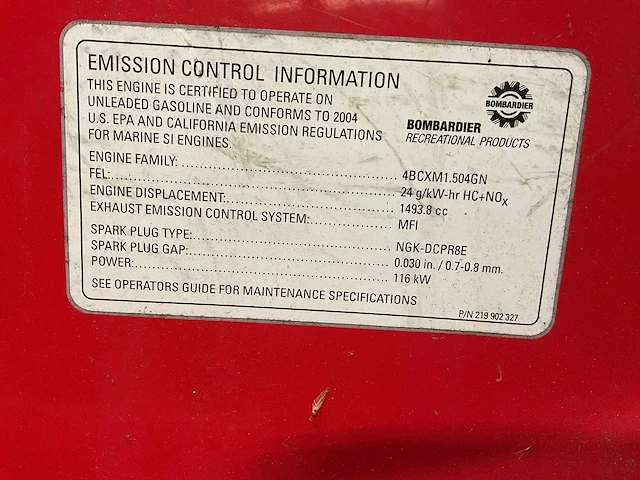 EMISSION CONTROL INFORMATION
THIS ENGINE IS CERTIFIED TO OPERATE ON
UNLEADED GASOLINE AND CONFORMS TO 2004
U.S. EPA AND CALIFORNIA EMISSION REGULATIONS
FOR MARINE SI ENGINES.
BOMBARDIER
BOMBARDIER
RECREATIONAL PRODUCTS
ENGINE FAMILY: 4BCXM1.504GN
FEL: 24 g/kW-hr HC+NOx
ENGINE DISPLACEMENT: 1493.8 cc
EXHAUST EMISSION CONTROL SYSTEM: MFI
SPARK PLUG TYPE: NGK-DCPR8E
SPARK PLUG GAP: 0.030 in. / 0.7-0.8 mm.
POWER: 116 kW
SEE OPERATORS GUIDE FOR MAINTENANCE SPECIFICATIONS
P/N 219 902 327